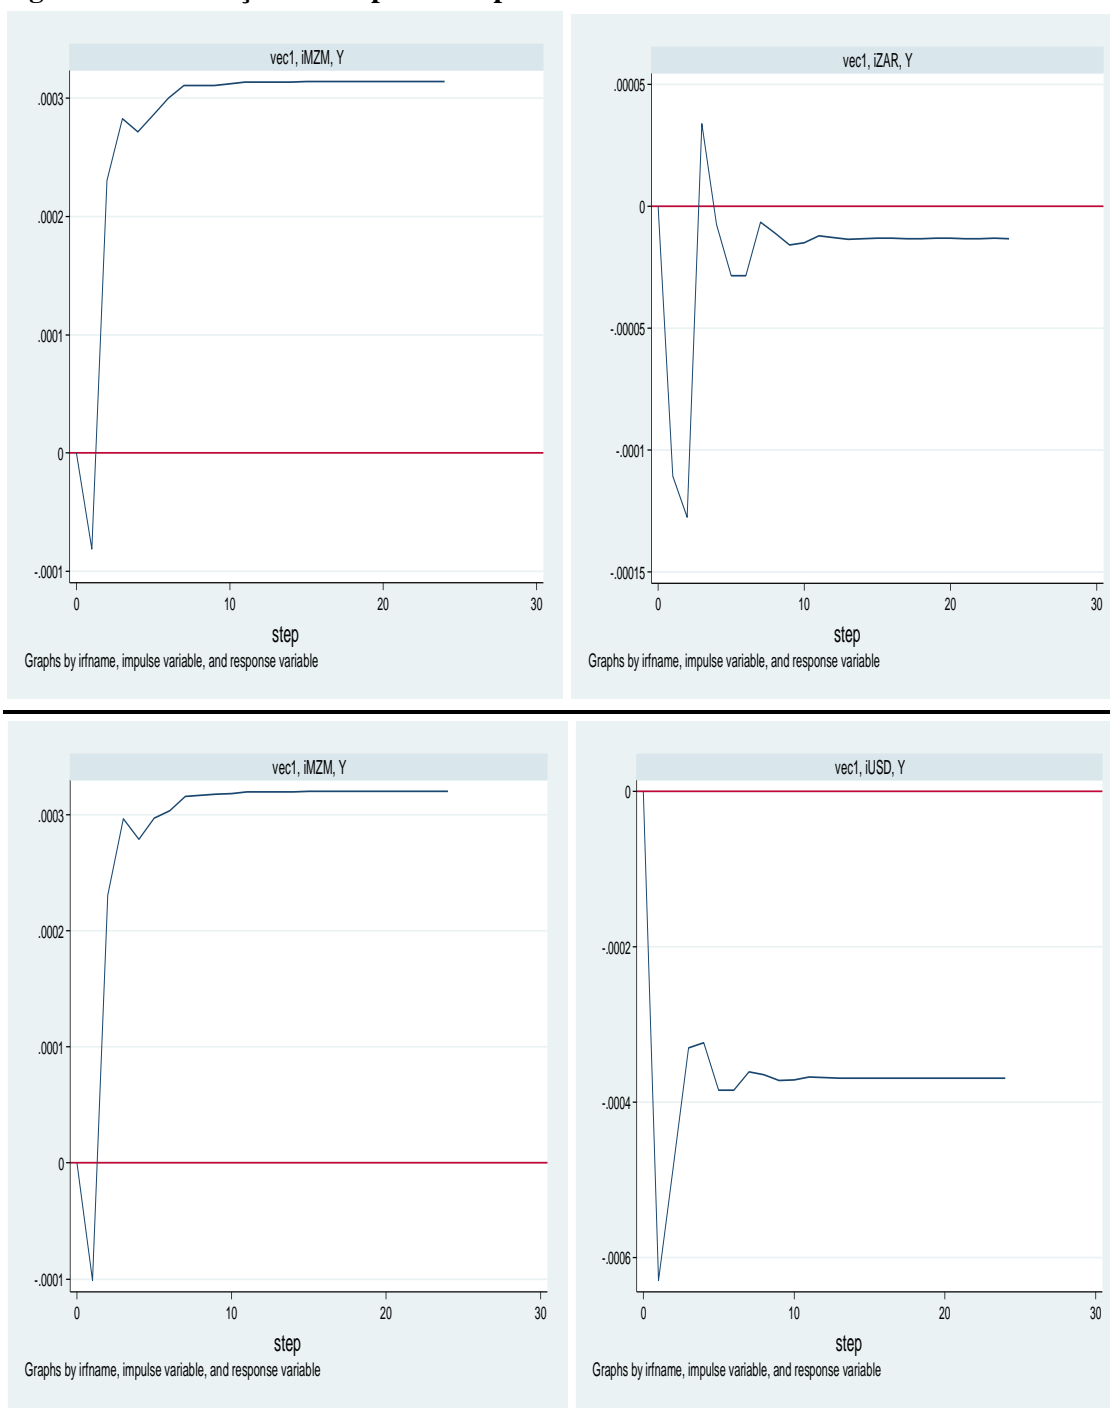 vec1, iMZM, Y
.0003
.0002
.0001
0
-.0001
0 10 20 30
step
Graphs by irfname, impulse variable, and response variable
vec1, iZAR, Y
.00005
0
-.00005
-.0001
-.00015
0 10 20 30
step
Graphs by irfname, impulse variable, and response variable
vec1, iMZM, Y
.0003
.0002
.0001
0
-.0001
0 10 20 30
step
Graphs by irfname, impulse variable, and response variable
vec1, iUSD, Y
0
-.0002
-.0004
-.0006
0 10 20 30
step
Graphs by irfname, impulse variable, and response variable